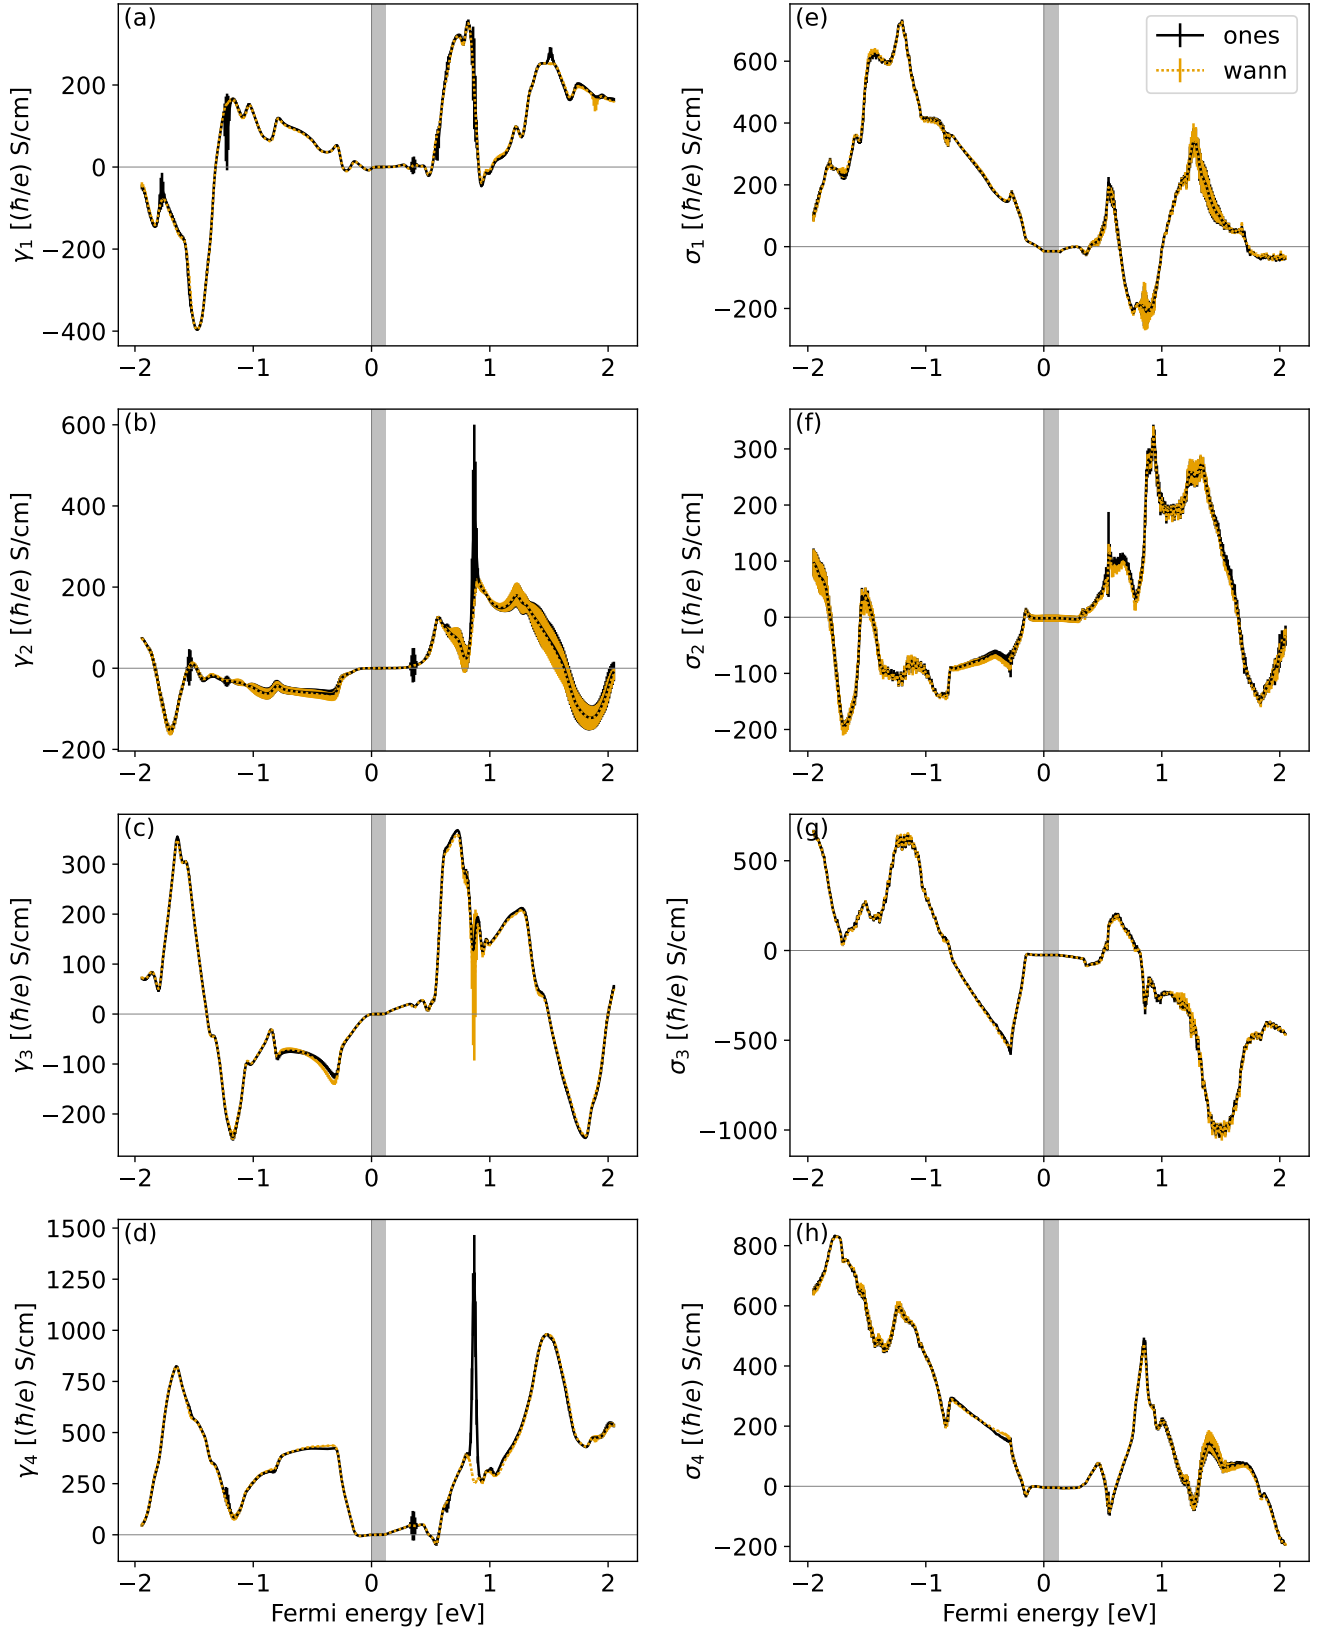 (a)
γ1 [(ħ/e) S/cm]
200
0
−200
−400
−2 −1 0 1 2
(e)
ones
wann
σ1 [(ħ/e) S/cm]
600
400
200
0
−200
−2 −1 0 1 2
(b)
γ2 [(ħ/e) S/cm]
600
400
200
0
−200
−2 −1 0 1 2
(f)
σ2 [(ħ/e) S/cm]
300
200
100
0
−100
−200
−2 −1 0 1 2
(c)
γ3 [(ħ/e) S/cm]
300
200
100
0
−100
−200
−2 −1 0 1 2
(g)
σ3 [(ħ/e) S/cm]
500
0
−500
−1000
−2 −1 0 1 2
(d)
γ4 [(ħ/e) S/cm]
1500
1250
1000
750
500
250
0
−2 −1 0 1 2
Fermi energy [eV]
(h)
σ4 [(ħ/e) S/cm]
800
600
400
200
0
−200
−2 −1 0 1 2
Fermi energy [eV]